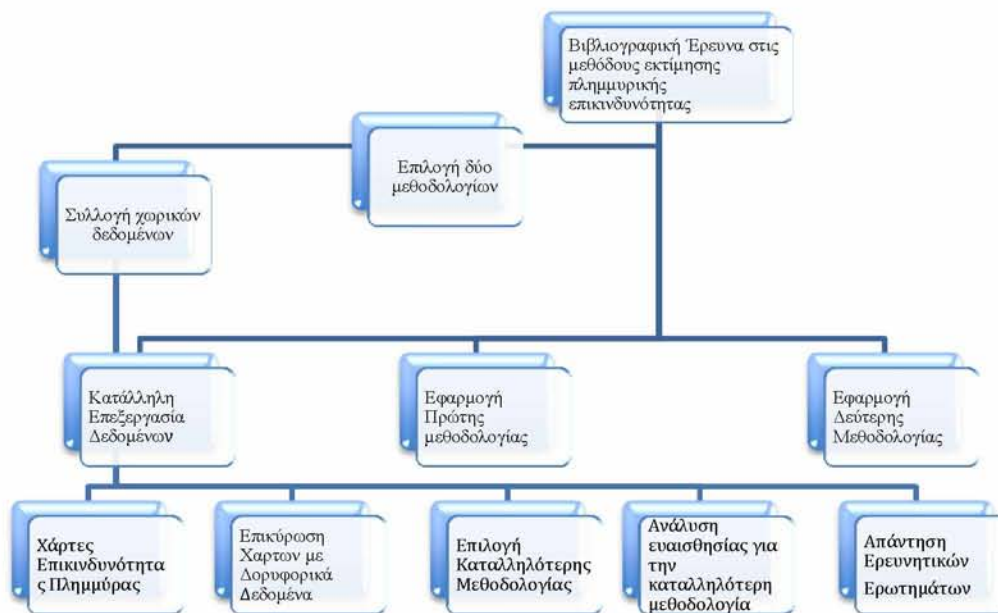 Βιβλιογραφική Έρευνα στις
μεθόδους εκτίμησης
πλημμυρικής
επικινδυνότητας
Επιλογή δύο
μεθοδολογίων
Συλλογή χωρικών
δεδομένων
Κατάλληλη
Επεξεργασία
Δεδομένων
Εφαρμογή
Πρώτης
μεθοδολογίας
Εφαρμογή
Δεύτερης
Μεθοδολογίας
Χάρτες
Επικινδυνότητα
ς Πλημμύρας
Επικύρωση
Χαρτων με
Δορυφορικά
Δεδομένα
Επιλογή
Καταλληλότερης
Μεθοδολογίας
Ανάλυση
ευαισθησίας για
την
καταλληλότερη
μεθοδολογία
Απάντηση
Ερευνητικών
Ερωτημάτων